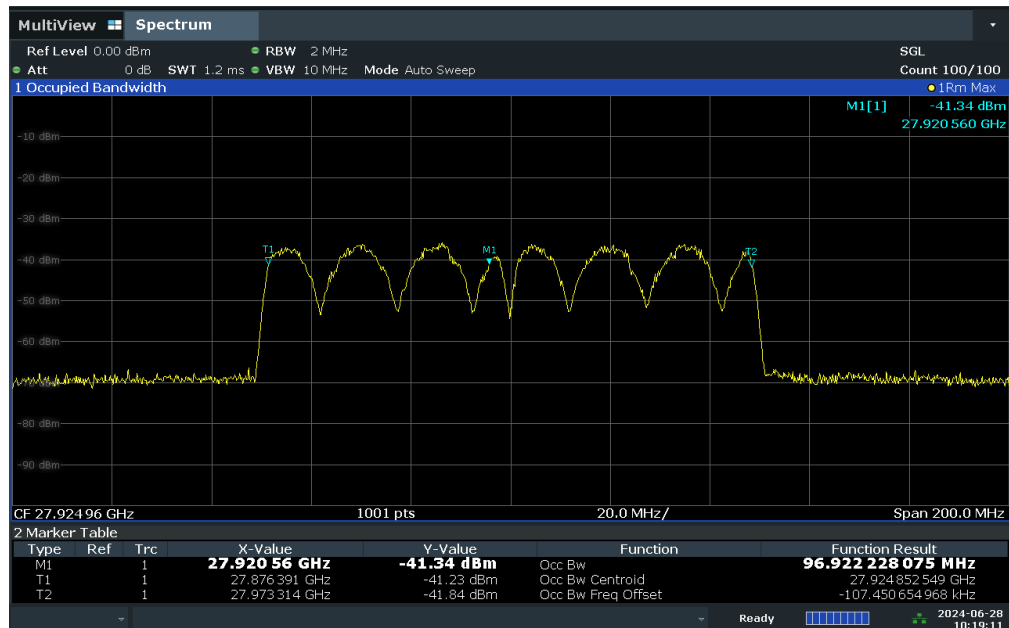 MultiView Spectrum
Ref Level 0.00 dBm RBW 2 MHz SGL
Att 0 dB SWT 1.2 ms VBW 10 MHz Mode Auto Sweep Count 100/100
1 Occupied Bandwidth 1Rm Max
M1[1] -41.34 dBm
27.920 560 GHz
-10 dBm
-20 dBm
-30 dBm
T1 M1 T2
-40 dBm
-50 dBm
-60 dBm
-70 dBm
-80 dBm
-90 dBm
CF 27.92496 GHz 1001 pts 20.0 MHz/ Span 200.0 MHz
2 Marker Table
Type Ref Trc X-Value Y-Value Function Function Result
M1 1 27.920 56 GHz -41.34 dBm Occ Bw 96.922 228 075 MHz
T1 1 27.876 391 GHz -41.23 dBm Occ Bw Centroid 27.924 852 549 GHz
T2 1 27.973 314 GHz -41.84 dBm Occ Bw Freq Offset -107.450 654 968 kHz
Ready 2024-06-28
10:19:11